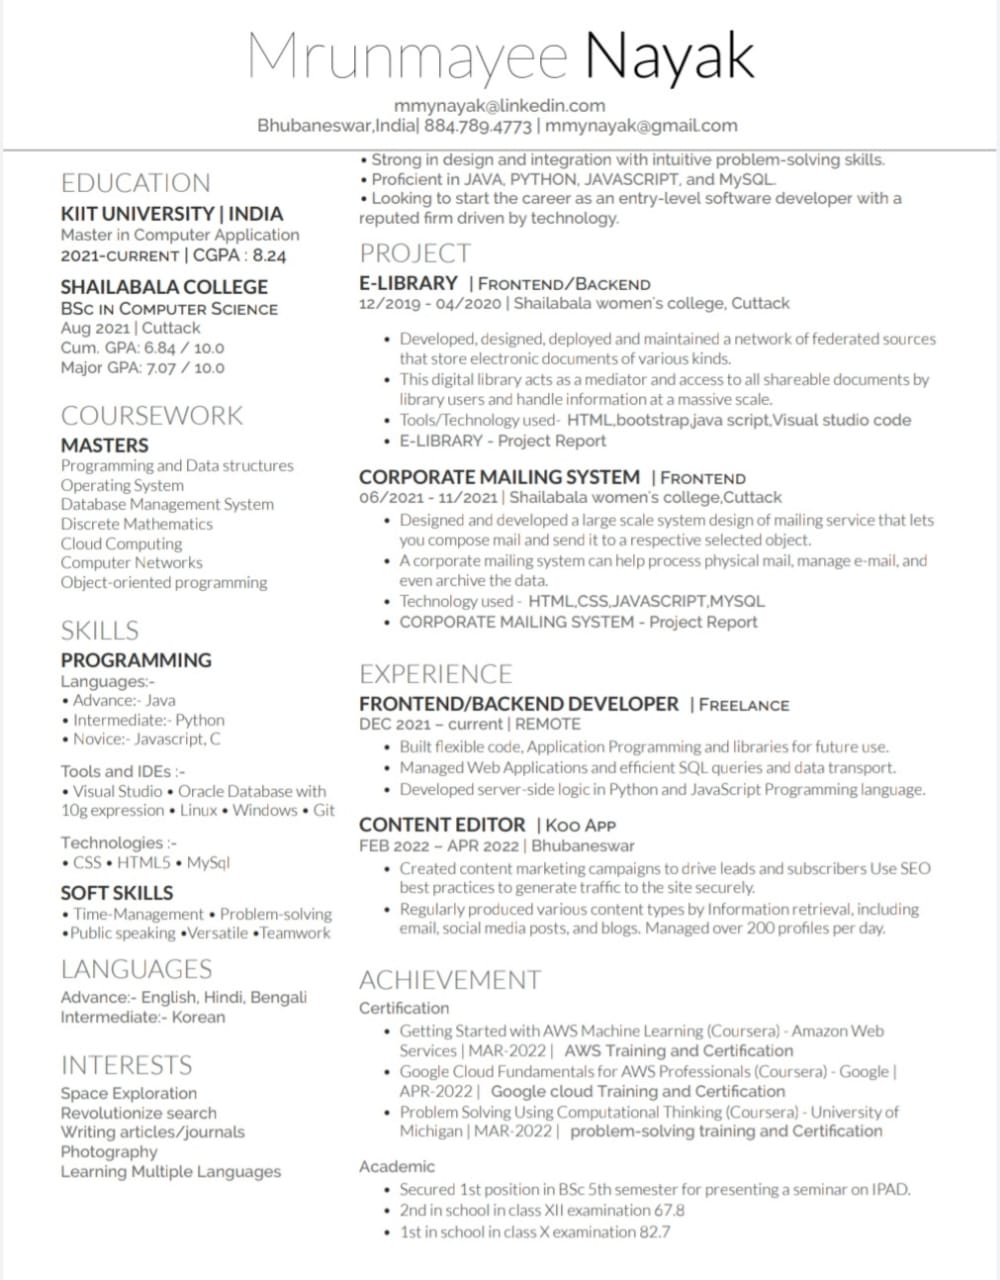 Mrunmayee Nayak
mmynayak@linkedin.com
Bhubaneswar,India| 884.789.4773 | mmynayak@gmail.com
EDUCATION
KIIT UNIVERSITY | INDIA
Master in Computer Application
2021-CURRENT | CGPA : 8.24
SHAILABALA COLLEGE
BSC IN COMPUTER SCIENCE
Aug 2021 | Cuttack
Cum. GPA: 6.84 / 10.0
Major GPA: 7.07 / 10.0
COURSEWORK
MASTERS
Programming and Data structures
Operating System
Database Management System
Discrete Mathematics
Cloud Computing
Computer Networks
Object-oriented programming
SKILLS
PROGRAMMING
Languages:-
• Advance:- Java
• Intermediate:- Python
• Novice:- Javascript, C
Tools and IDEs :-
• Visual Studio • Oracle Database with
10g expression • Linux • Windows • Git
Technologies :-
• CSS • HTML5 • MySql
SOFT SKILLS
• Time-Management • Problem-solving
•Public speaking •Versatile •Teamwork
LANGUAGES
Advance:- English, Hindi, Bengali
Intermediate:- Korean
INTERESTS
Space Exploration
Revolutionize search
Writing articles/journals
Photography
Learning Multiple Languages
• Strong in design and integration with intuitive problem-solving skills.
• Proficient in JAVA, PYTHON, JAVASCRIPT, and MySQL.
• Looking to start the career as an entry-level software developer with a
reputed firm driven by technology.
PROJECT
E-LIBRARY | FRONTEND/BACKEND
12/2019 - 04/2020 | Shailabala women's college, Cuttack
• Developed, designed, deployed and maintained a network of federated sources
that store electronic documents of various kinds.
• This digital library acts as a mediator and access to all shareable documents by
library users and handle information at a massive scale.
• Tools/Technology used- HTML,bootstrap,java script,Visual studio code
• E-LIBRARY - Project Report
CORPORATE MAILING SYSTEM | FRONTEND
06/2021 - 11/2021 | Shailabala women's college,Cuttack
• Designed and developed a large scale system design of mailing service that lets
you compose mail and send it to a respective selected object.
• A corporate mailing system can help process physical mail, manage e-mail, and
even archive the data.
• Technology used - HTML,CSS,JAVASCRIPT,MYSQL
• CORPORATE MAILING SYSTEM - Project Report
EXPERIENCE
FRONTEND/BACKEND DEVELOPER | FREELANCE
DEC 2021 – current | REMOTE
• Built flexible code, Application Programming and libraries for future use.
• Managed Web Applications and efficient SQL queries and data transport.
• Developed server-side logic in Python and JavaScript Programming language.
CONTENT EDITOR | KOO APP
FEB 2022 – APR 2022 | Bhubaneswar
• Created content marketing campaigns to drive leads and subscribers Use SEO
best practices to generate traffic to the site securely.
• Regularly produced various content types by Information retrieval, including
email, social media posts, and blogs. Managed over 200 profiles per day.
ACHIEVEMENT
Certification
• Getting Started with AWS Machine Learning (Coursera) - Amazon Web
Services | MAR-2022 | AWS Training and Certification
• Google Cloud Fundamentals for AWS Professionals (Coursera) - Google |
APR-2022 | Google cloud Training and Certification
• Problem Solving Using Computational Thinking (Coursera) - University of
Michigan | MAR-2022 | problem-solving training and Certification
Academic
• Secured 1st position in BSc 5th semester for presenting a seminar on IPAD.
• 2nd in school in class XII examination 67.8
• 1st in school in class X examination 82.7